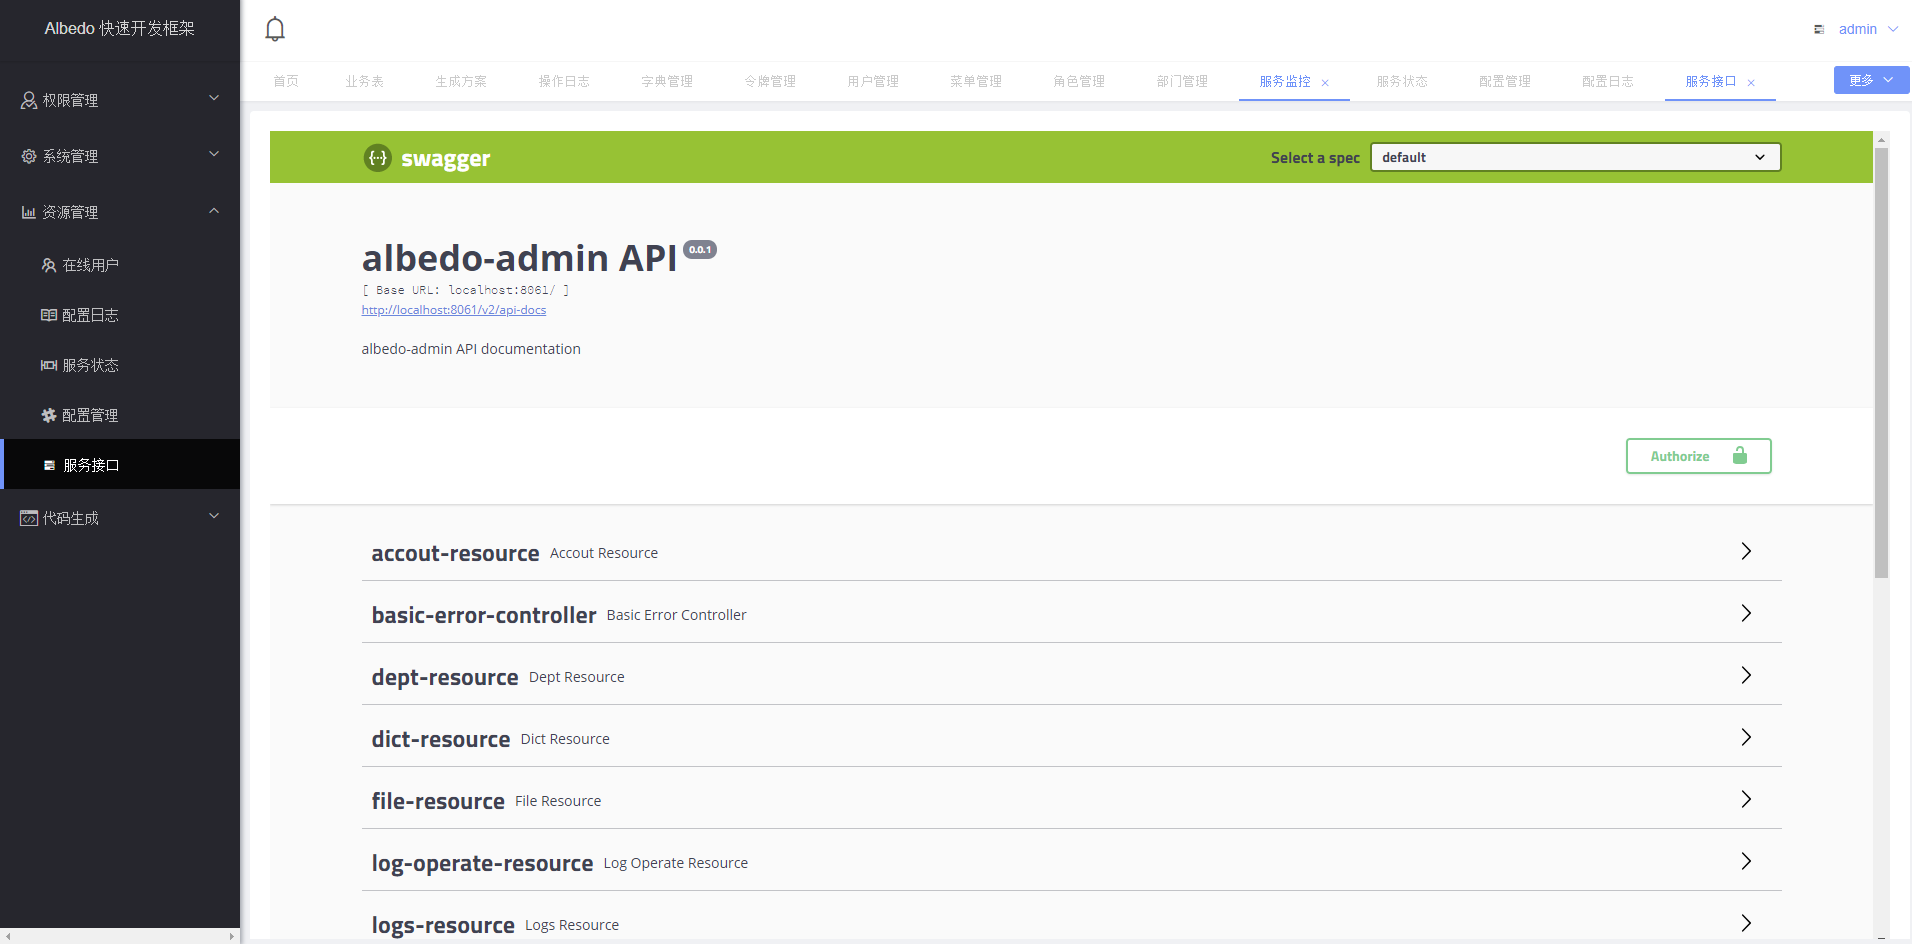 Albedo 快速开发框架
权限管理
系统管理
资源管理
在线用户
配置日志
服务状态
配置管理
服务接口
代码生成
admin
首页 业务表 生成方案 操作日志 字典管理 令牌管理 用户管理 菜单管理 角色管理 部门管理 服务监控 × 服务状态 配置管理 配置日志 服务接口 × 更多
{··} swagger Select a spec default
albedo-admin API 0.0.1
[ Base URL: localhost:8061/ ]
http://localhost:8061/v2/api-docs
albedo-admin API documentation
Authorize
accout-resource Accout Resource
basic-error-controller Basic Error Controller
dept-resource Dept Resource
dict-resource Dict Resource
file-resource File Resource
log-operate-resource Log Operate Resource
logs-resource Logs Resource